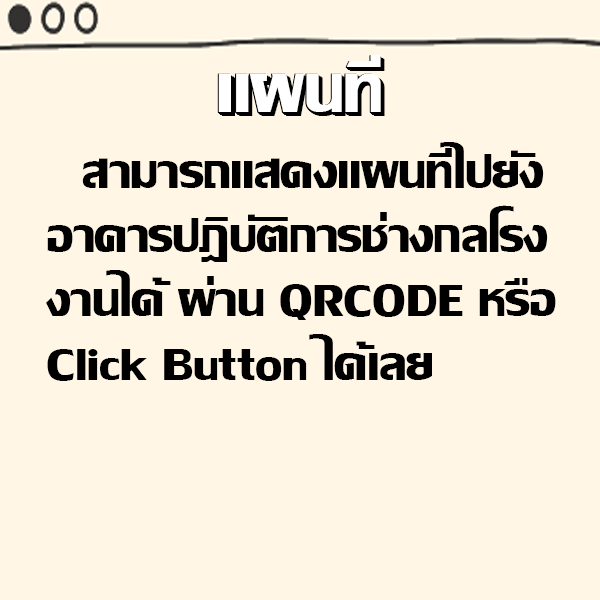 แผนที่
สามารถแสดงแผนที่ไปยัง
อาคารปฏิบัติการช่างกลโรง
งานได้ ผ่าน QRCODE หรือ
Click Button ได้เลย